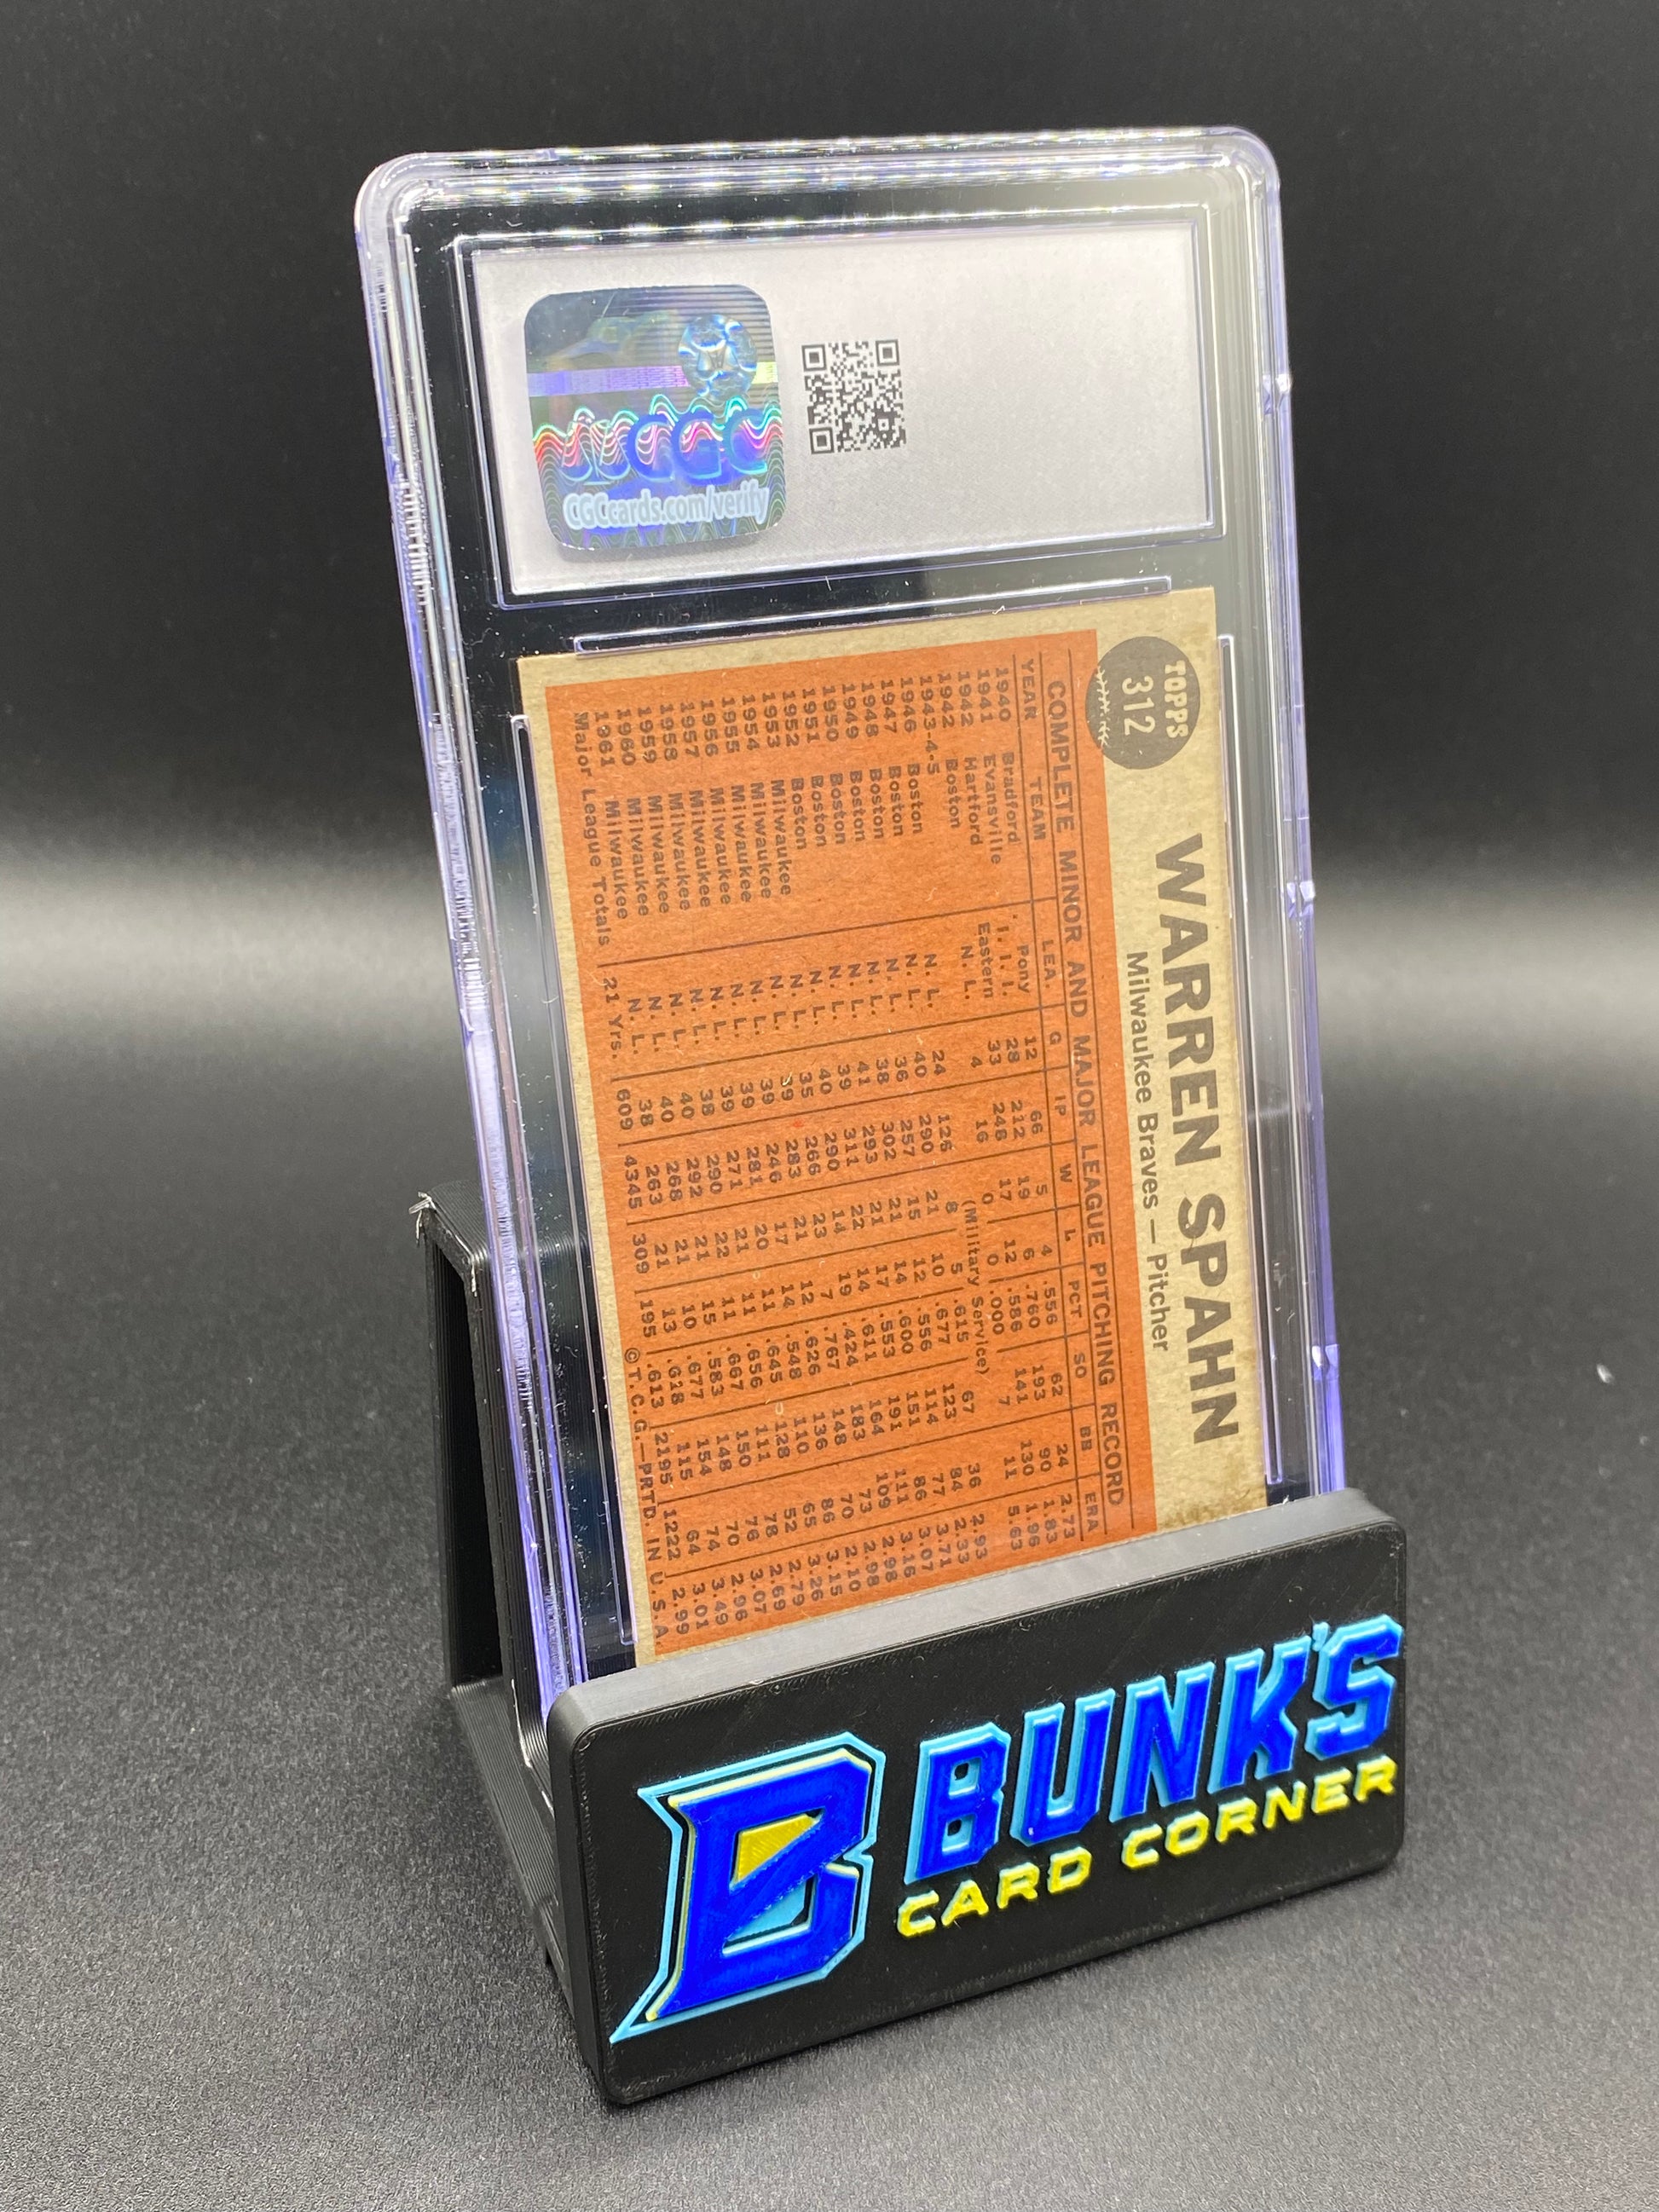 CGC
CGCcards.com/verify
TOPPS
312
WARREN SPAHN
Milwaukee Braves — Pitcher
COMPLETE MINOR AND MAJOR LEAGUE PITCHING RECORD
YEAR TEAM LEA. G IP W L PCT SO BB ERA
1940 Bradford Pony 12 66 5 4 .556 62 24 2.73
1941 Evansville I. I. I. 28 212 19 6 .760 193 90 1.83
1942 Hartford Eastern 33 248 17 12 .586 141 130 1.96
1942 Boston N. L. 4 16 0 0 .000 7 11 5.63
1943-4-5 (Military Service)
1946 Boston N. L. 24 126 8 5 .615 67 36 2.93
1947 Boston N. L. 40 290 21 10 .677 123 84 2.33
1948 Boston N. L. 36 257 15 12 .556 114 77 3.71
1949 Boston N. L. 38 302 21 14 .600 151 86 3.07
1950 Boston N. L. 41 293 21 17 .553 191 111 3.16
1951 Boston N. L. 39 311 22 14 .611 164 109 2.98
1952 Boston N. L. 40 290 14 19 .424 183 73 2.98
1953 Milwaukee N. L. 35 266 23 7 .767 148 70 2.10
1954 Milwaukee N. L. 39 283 21 12 .626 136 86 3.15
1955 Milwaukee N. L. 39 246 17 14 .548 110 65 3.26
1956 Milwaukee N. L. 39 281 20 11 .645 128 52 2.79
1957 Milwaukee N. L. 39 271 21 11 .656 111 78 2.69
1958 Milwaukee N. L. 38 290 22 11 .667 150 76 3.07
1959 Milwaukee N. L. 40 292 21 15 .583 148 70 2.96
1960 Milwaukee N. L. 40 268 21 10 .677 154 74 3.49
1961 Milwaukee N. L. 38 263 21 13 .618 115 64 3.01
Major League Totals 21 Yrs. 609 4345 309 195 .613 2195 1222 2.99
©T.C.G.—PRTD. IN U.S.A.
B BUNK'S
CARD CORNER